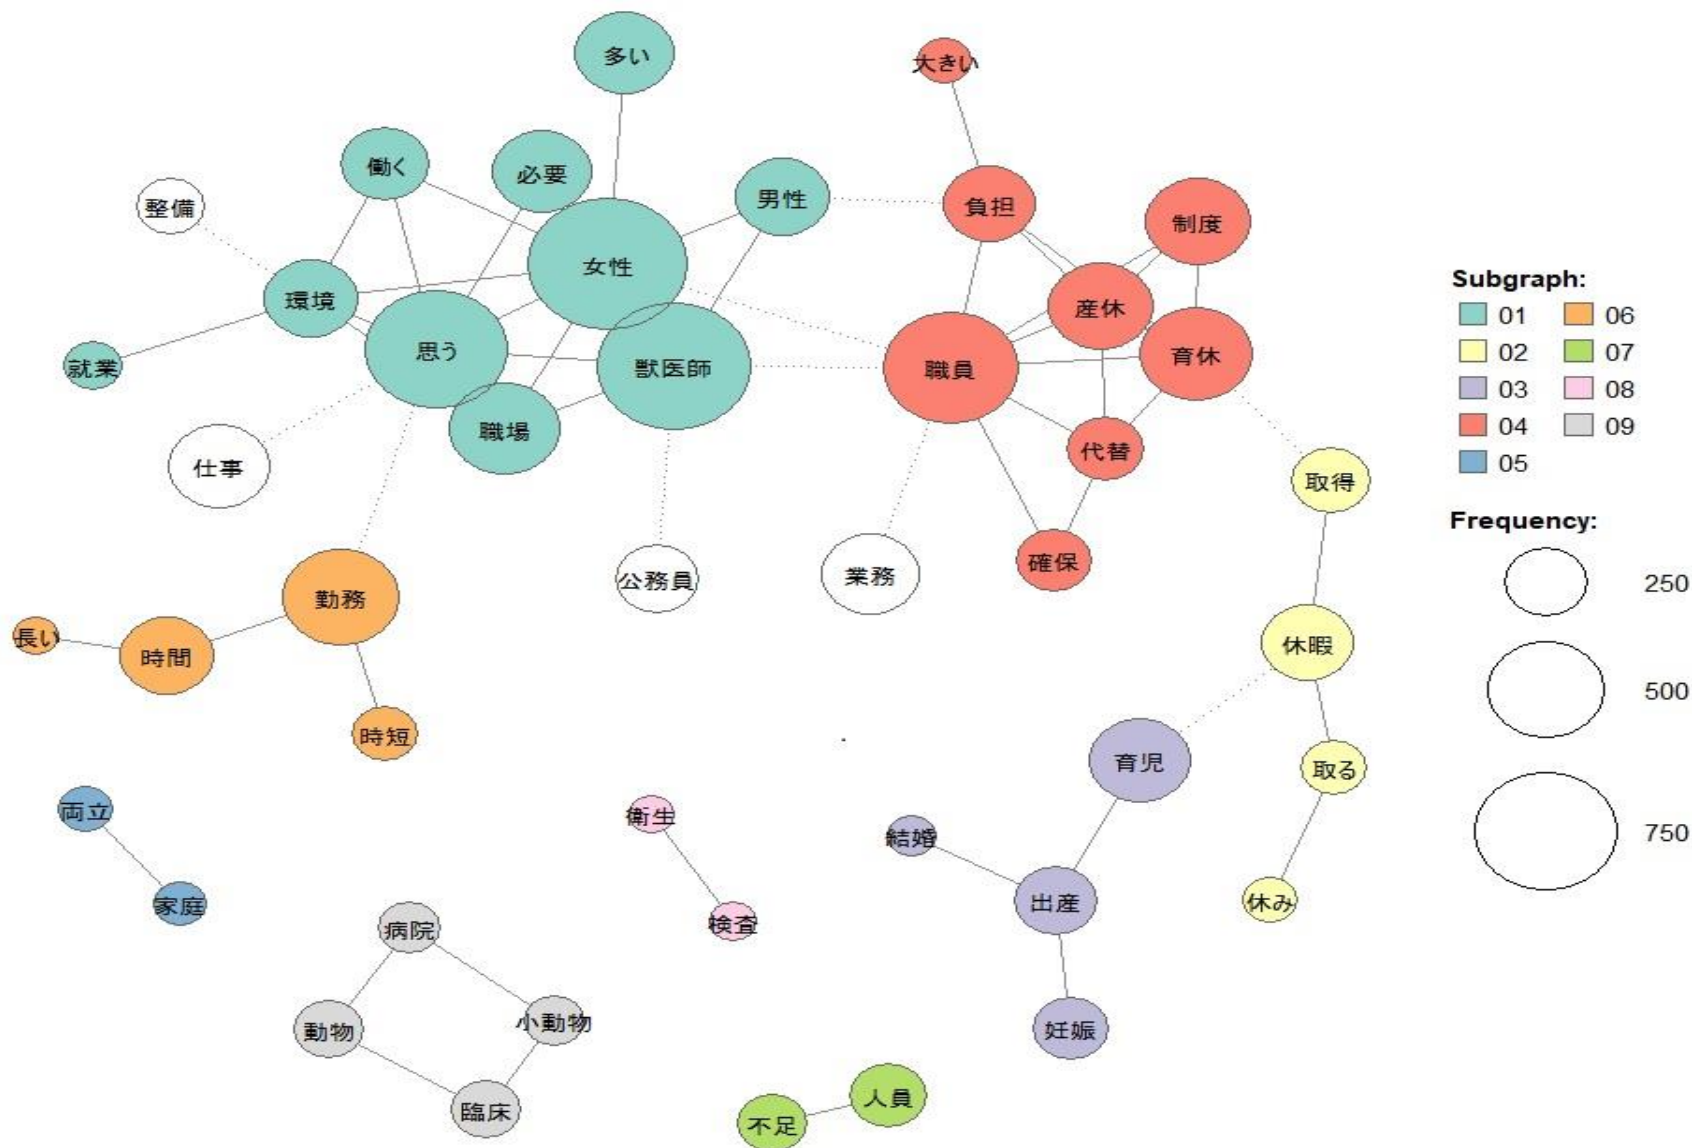 多い
大きい
働く
必要
男性
負担
制度
整備
女性
環境
産休
思う
獣医師
職員
育休
就業
職場
代替
仕事
取得
公務員
業務
確保
勤務
長い
時間
休暇
時短
育児
取る
両立
衛生
結婚
家庭
検査
出産
休み
病院
動物
小動物
妊娠
臨床
不足
人員
Subgraph:
01 06
02 07
03 08
04 09
05
Frequency:
250
500
750